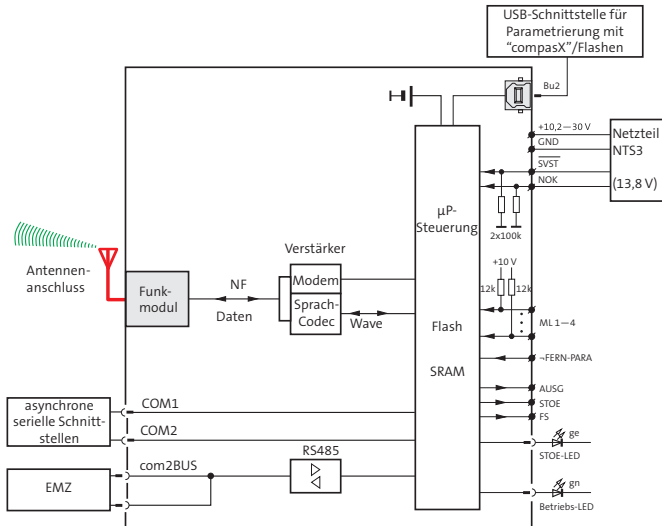 USB-Schnittstelle für
Parametrierung mit
“compasX”/Flashen
Bu2
+10,2—30 V
GND
SVST
NOK
Netzteil
NTS3
(13,8 V)
2x100k
µP-
Steuerung
Flash
SRAM
Verstärker
Modem
Sprach-
Codec
NF
Daten
Wave
Antennen-
anschluss
Funk-
modul
+10 V
12k
12k
ML 1—4
¬FERN-PARA
AUSG
STOE
FS
ge
STOE-LED
gn
Betriebs-LED
asynchrone
serielle Schnitt-
stellen
COM1
COM2
com2BUS
RS485
EMZ